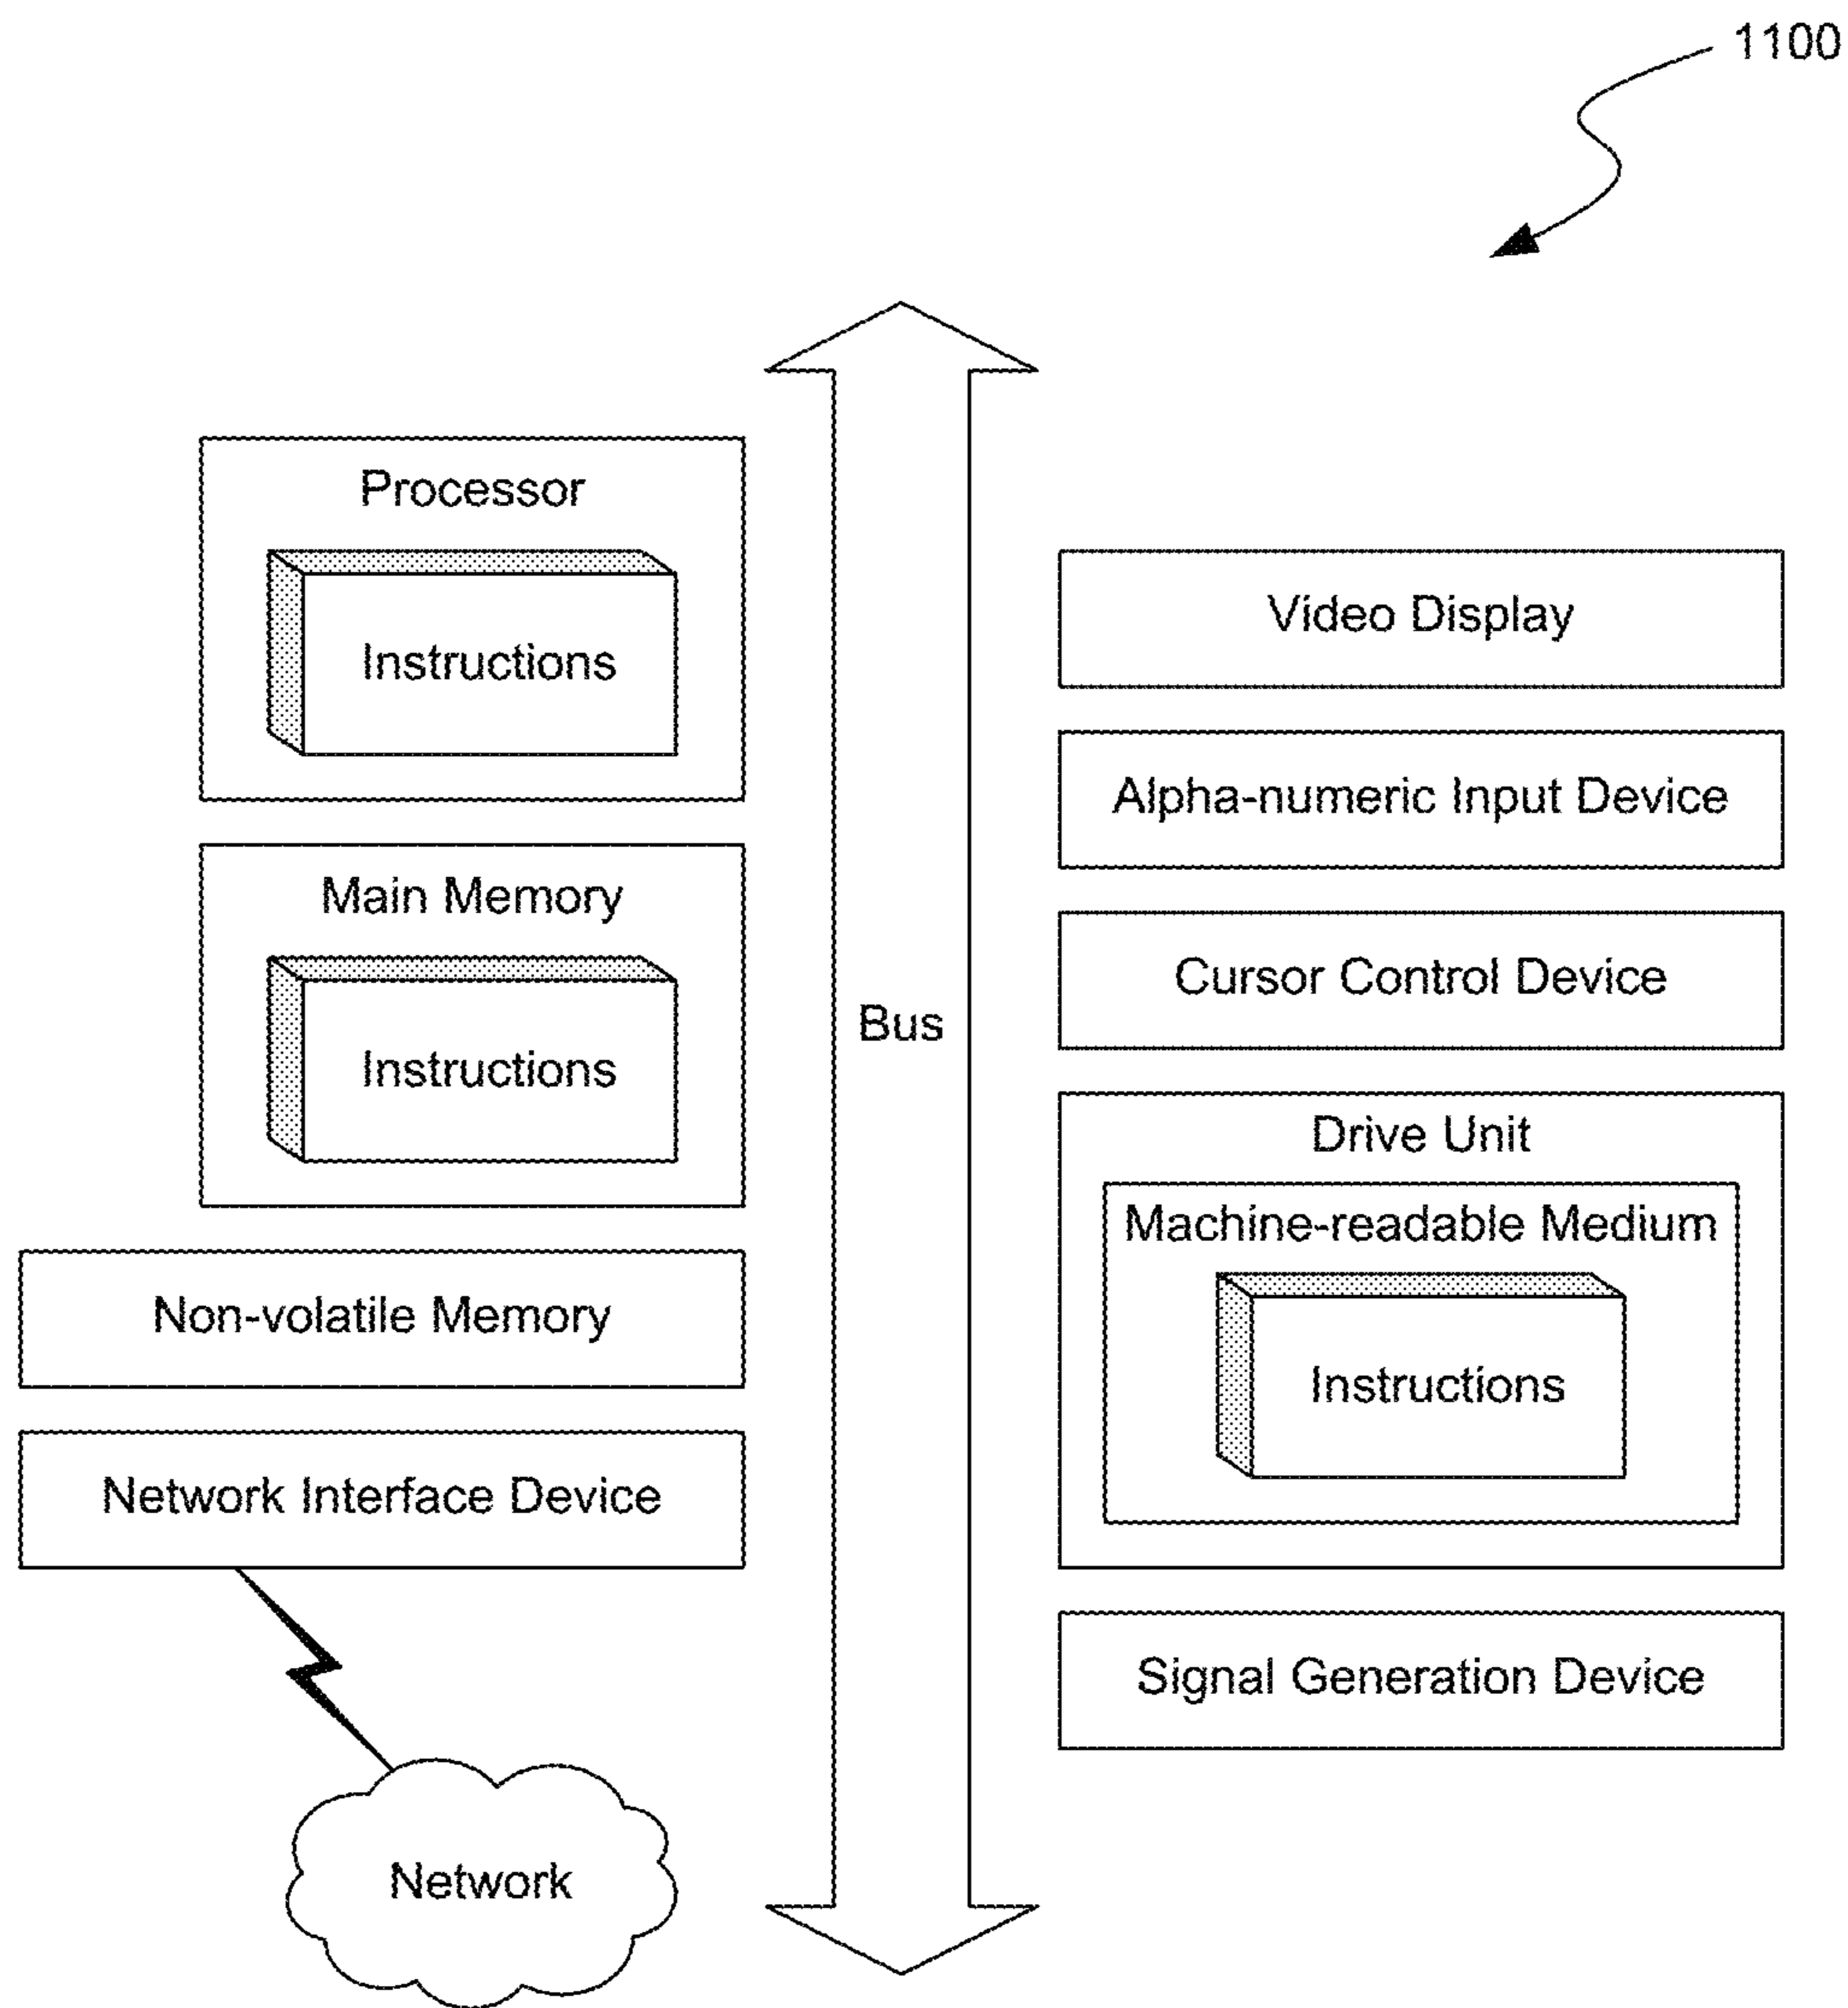 1100
Processor
Instructions
Main Memory
Instructions
Non-volatile Memory
Network Interface Device
Network
Bus
Video Display
Alpha-numeric Input Device
Cursor Control Device
Drive Unit
Machine-readable Medium
Instructions
Signal Generation Device